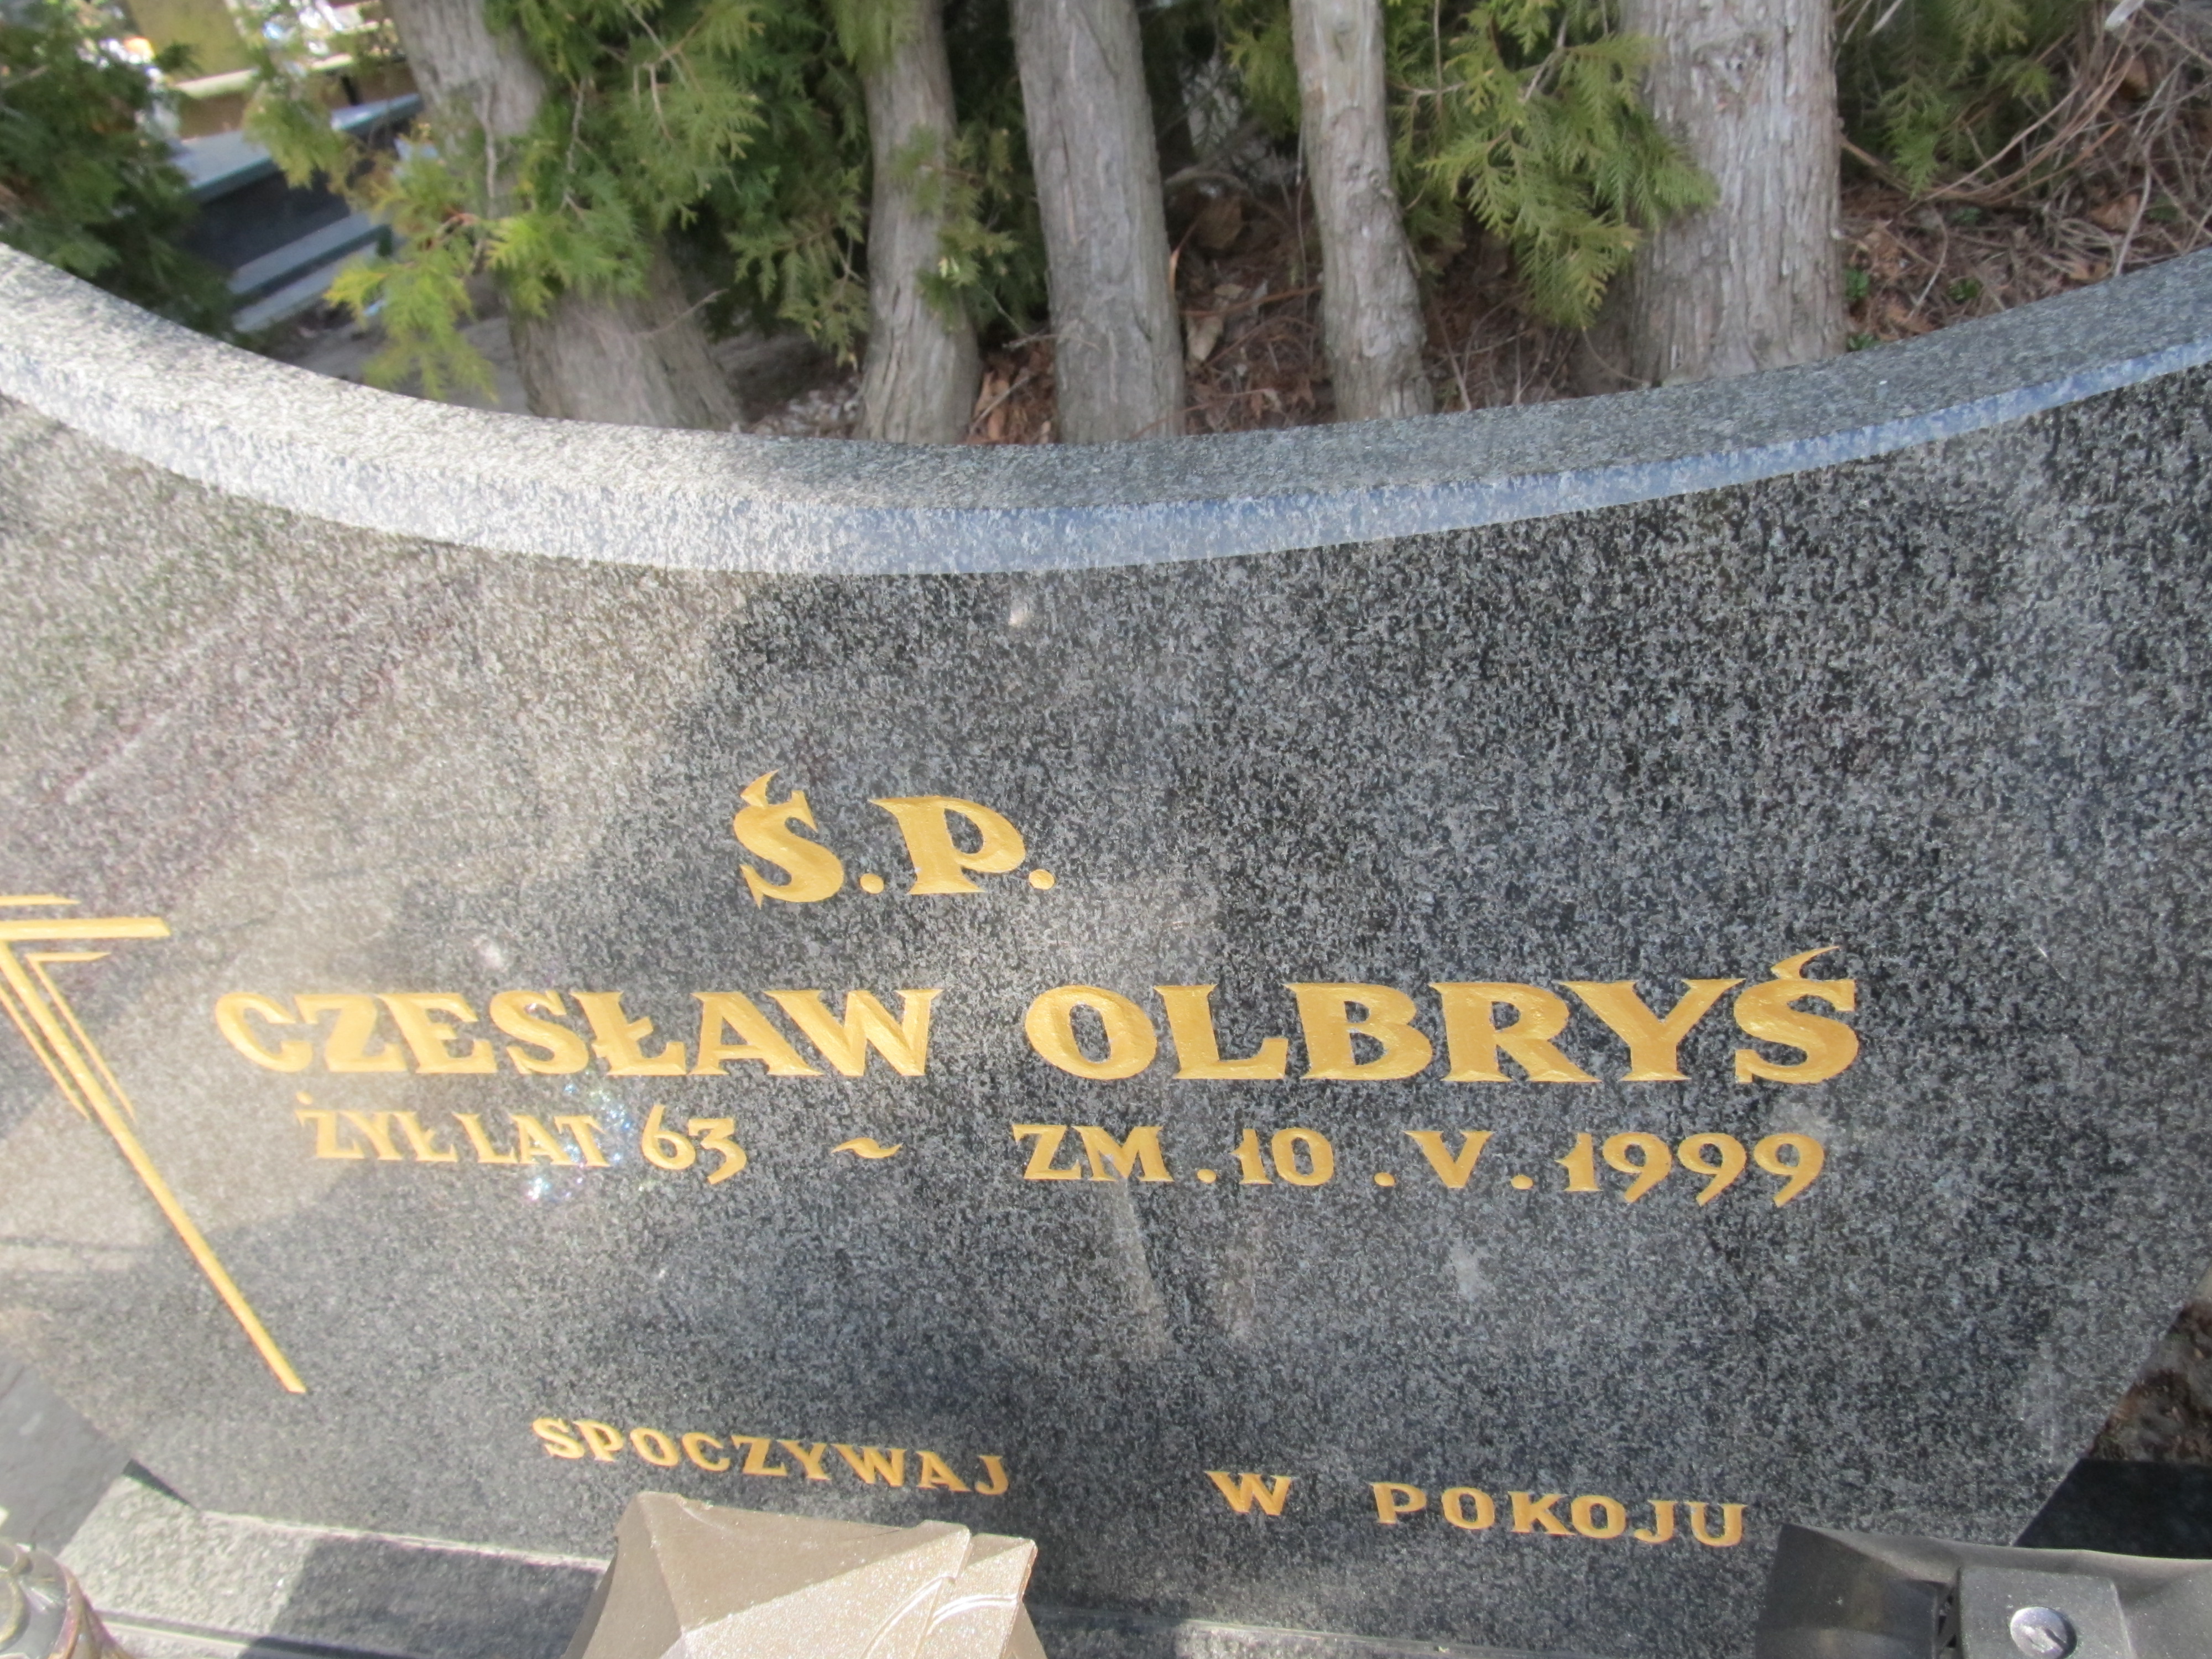 Ś.P.
CZESŁAW OLBRYŚ
ŻYŁ LAT 63 ~ ZM. 10. V. 1999
SPOCZYWAJ W POKOJU